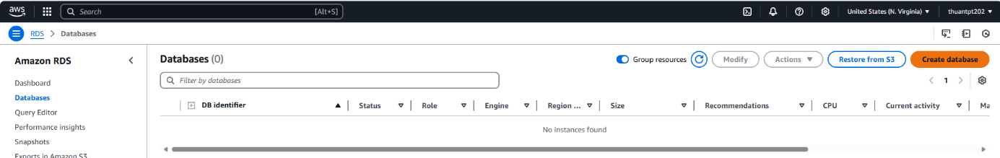 aws Search [Alt+S] United States (N. Virginia) thuantpt202
RDS > Databases
Amazon RDS
Dashboard
Databases
Query Editor
Performance insights
Snapshots
Exports in Amazon S3
Databases (0) Group resources Modify Actions Restore from S3 Create database
Filter by databases
1
DB identifier Status Role Engine Region ... Size Recommendations CPU Current activity Ma
No instances found